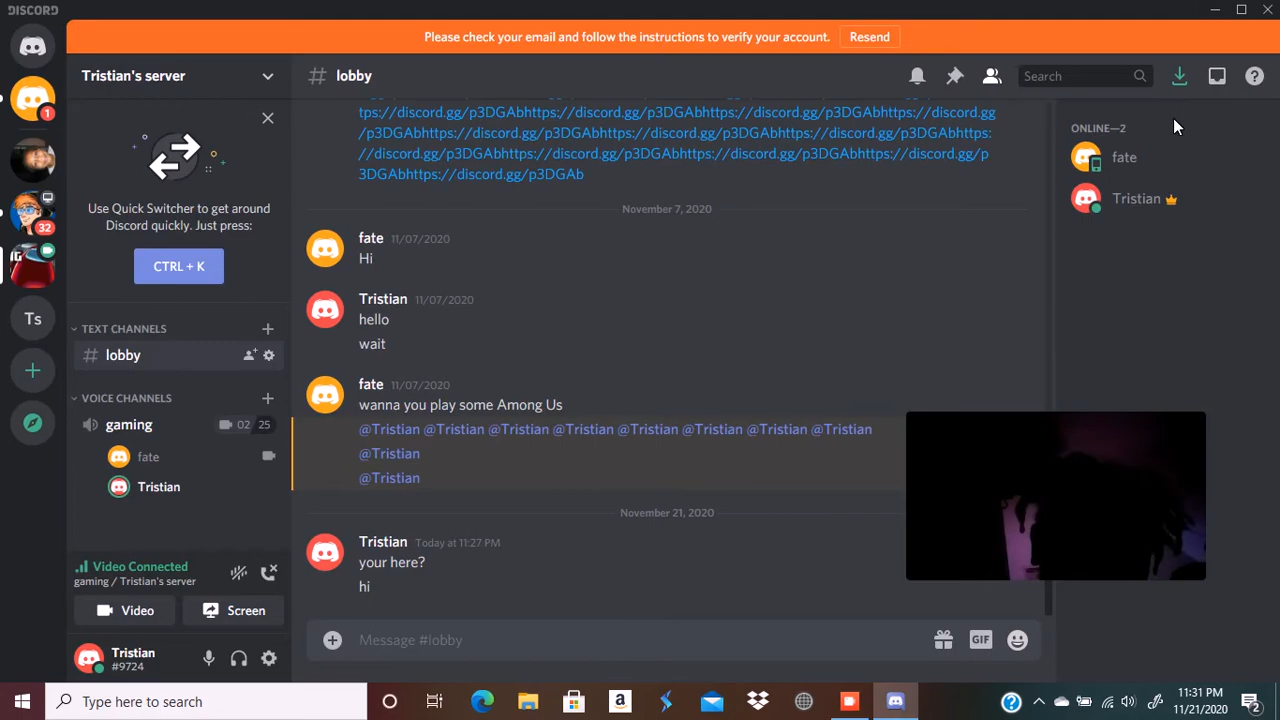 DISCORD
Please check your email and follow the instructions to verify your account.
Resend
Tristian's server
# lobby
Search
1
32
Ts
Use Quick Switcher to get around
Discord quickly. Just press:
CTRL + K
TEXT CHANNELS
# lobby
VOICE CHANNELS
gaming
02 25
fate
Tristian
Video Connected
gaming / Tristian's server
Video
Screen
Tristian
#9724
tps://discord.gg/p3DGAbhttps://discord.gg/p3DGAbhttps://discord.gg/p3DGAbhttps://discord.gg
/p3DGAbhttps://discord.gg/p3DGAbhttps://discord.gg/p3DGAbhttps://discord.gg/p3DGAbhttps:
//discord.gg/p3DGAbhttps://discord.gg/p3DGAbhttps://discord.gg/p3DGAbhttps://discord.gg/p
3DGAbhttps://discord.gg/p3DGAb
November 7, 2020
fate 11/07/2020
Hi
Tristian 11/07/2020
hello
wait
fate 11/07/2020
wanna you play some Among Us
@Tristian @Tristian @Tristian @Tristian @Tristian @Tristian @Tristian @Tristian
@Tristian
@Tristian
November 21, 2020
Tristian Today at 11:27 PM
your here?
hi
Message #lobby
GIF
ONLINE—2
fate
Tristian
Type here to search
11:31 PM
11/21/2020
2